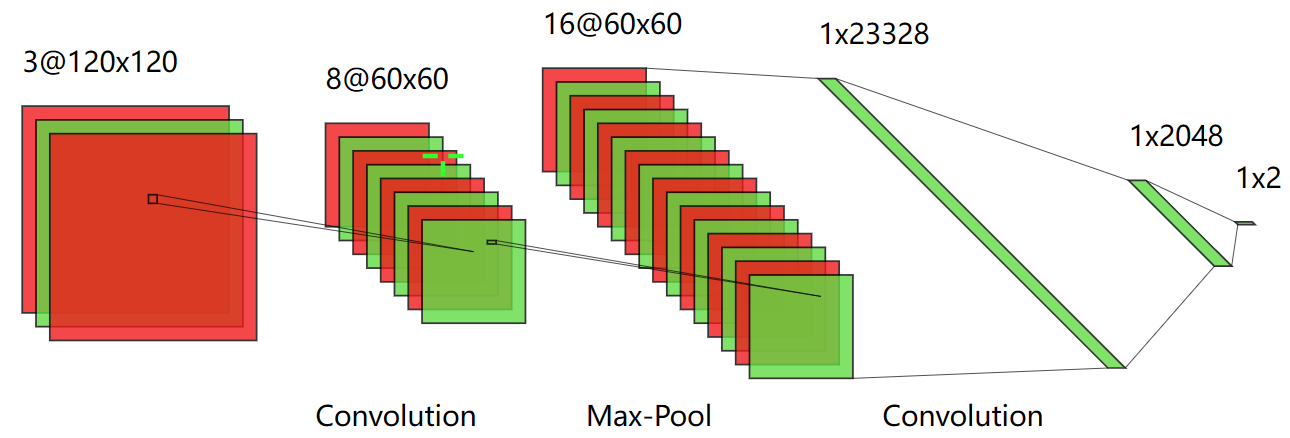 3@120x120
8@60x60
16@60x60
1x23328
1x2048
1x2
Convolution
Max-Pool
Convolution